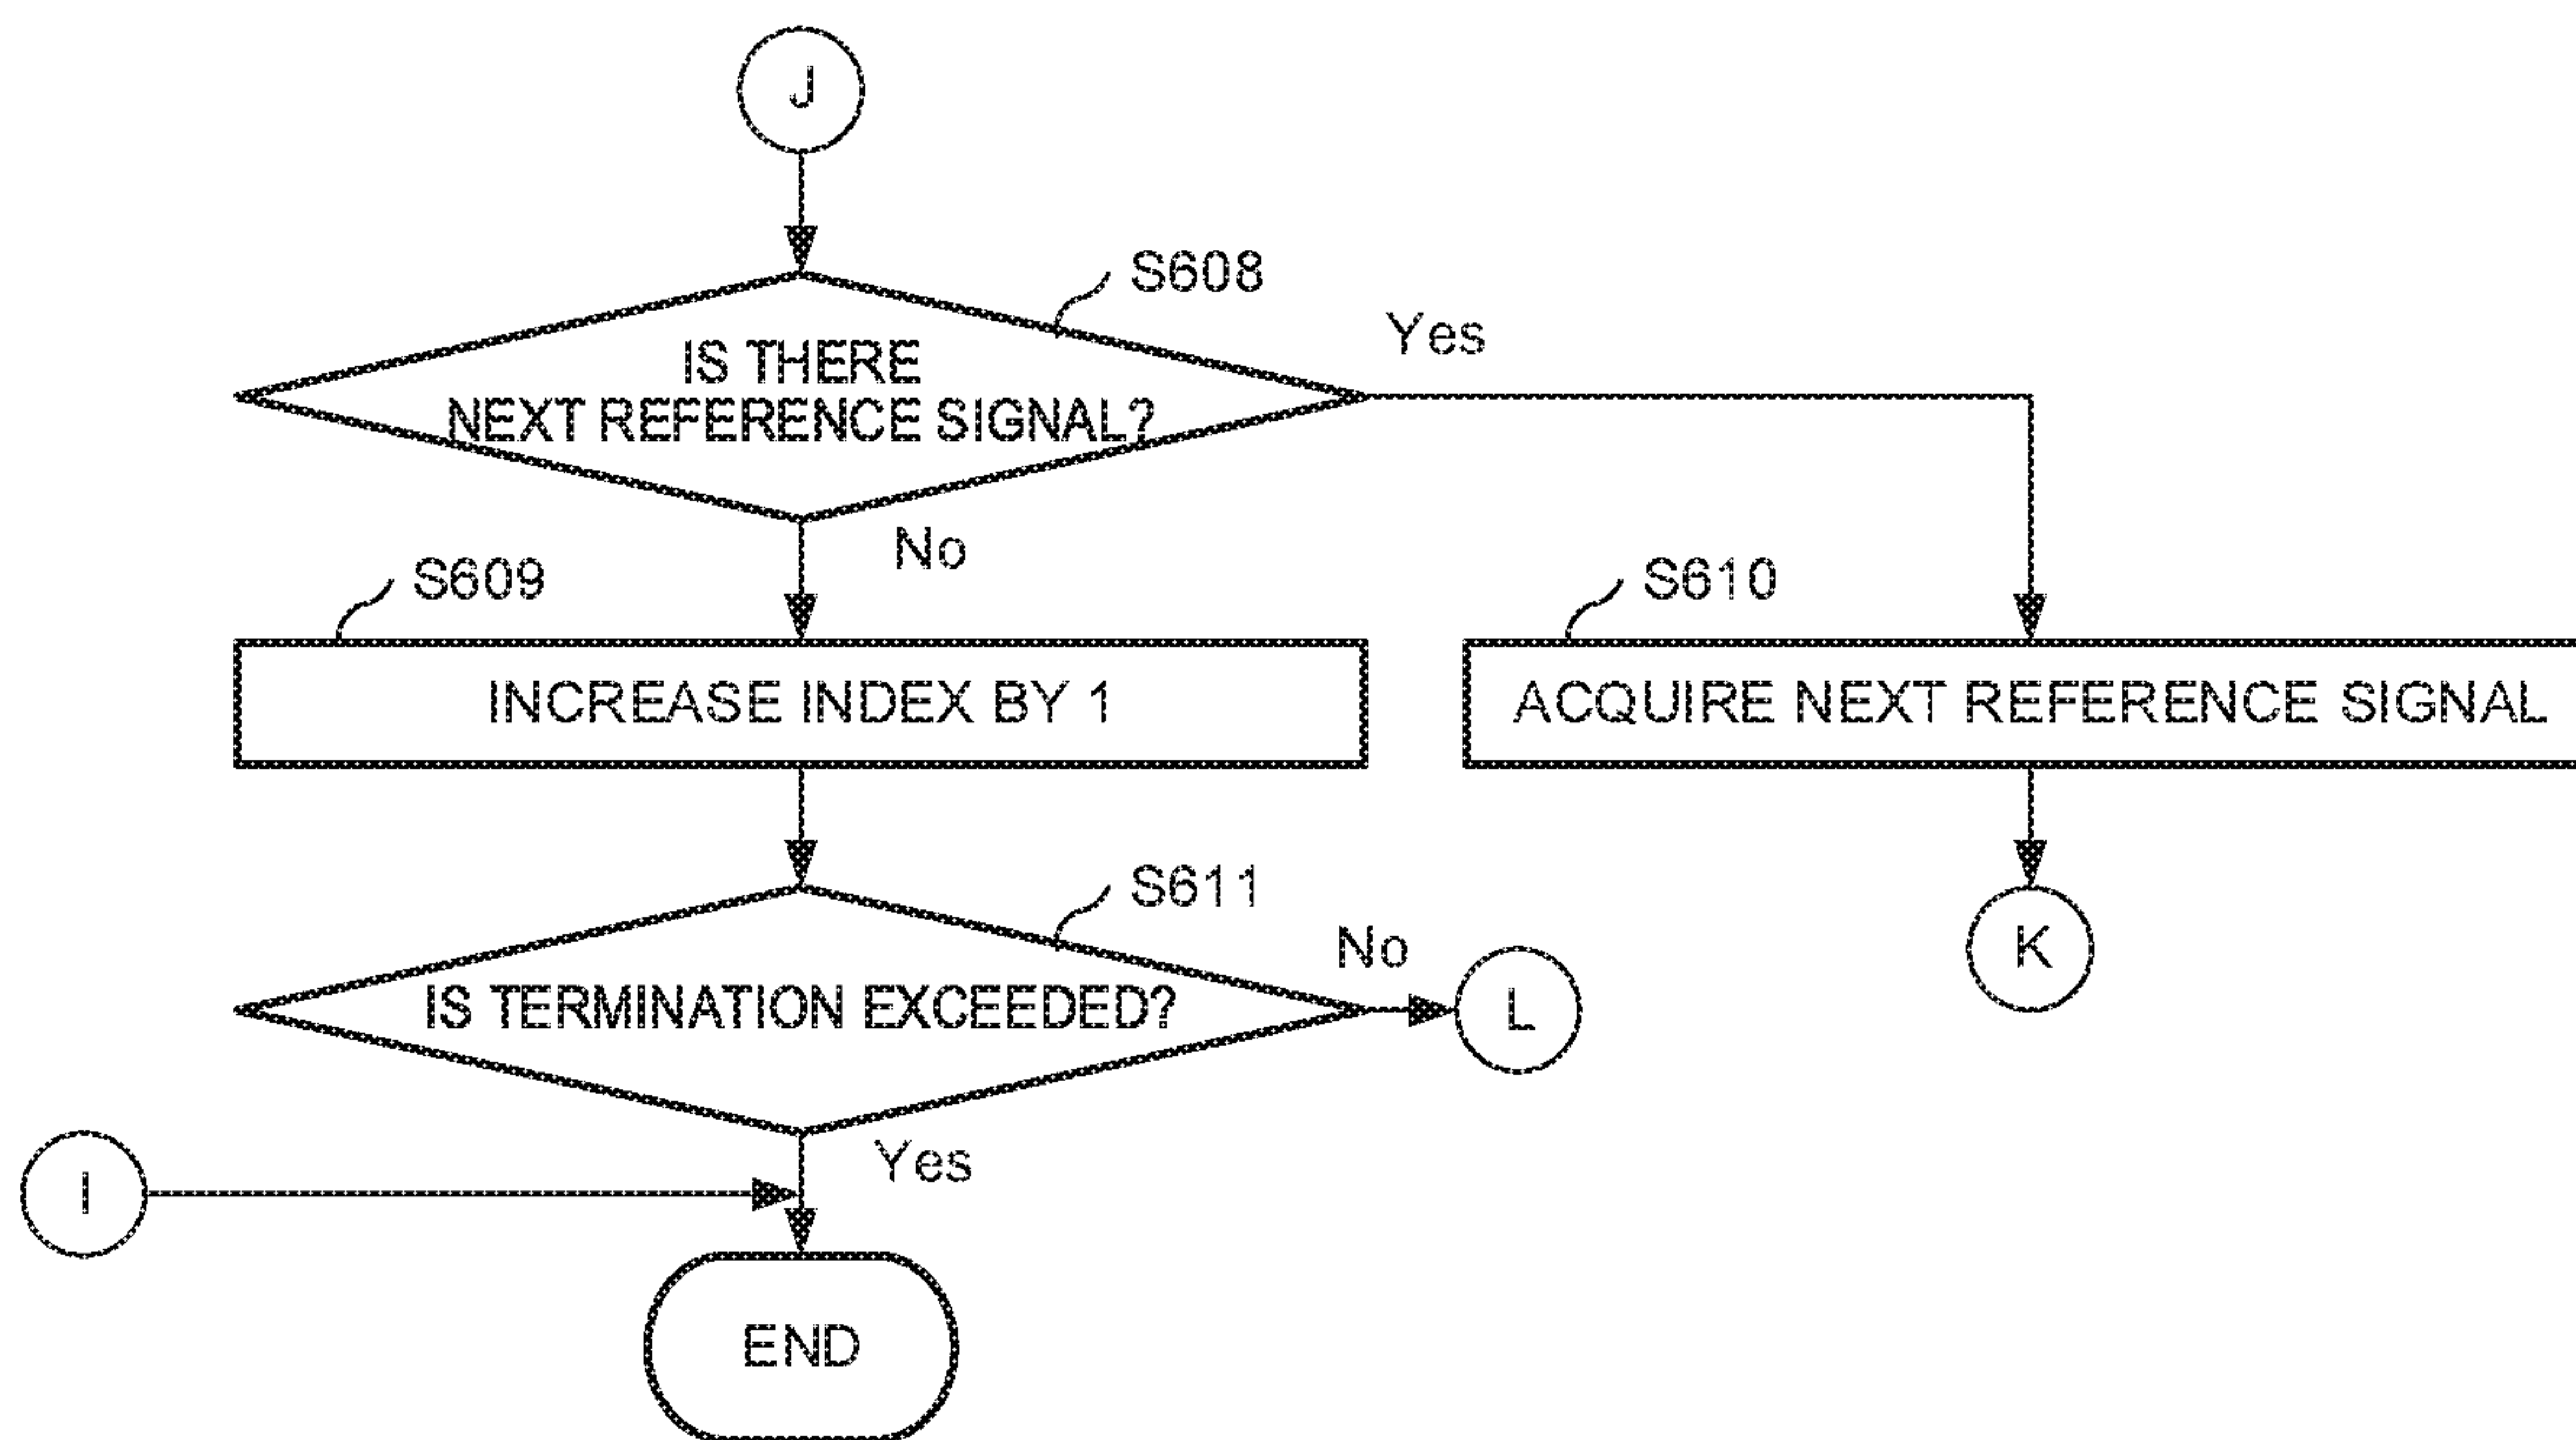 J
S608
Yes
IS THERE
NEXT REFERENCE SIGNAL?
No
S609
S610
INCREASE INDEX BY 1
ACQUIRE NEXT REFERENCE SIGNAL
S611
No
K
IS TERMINATION EXCEEDED?
L
Yes
I
END